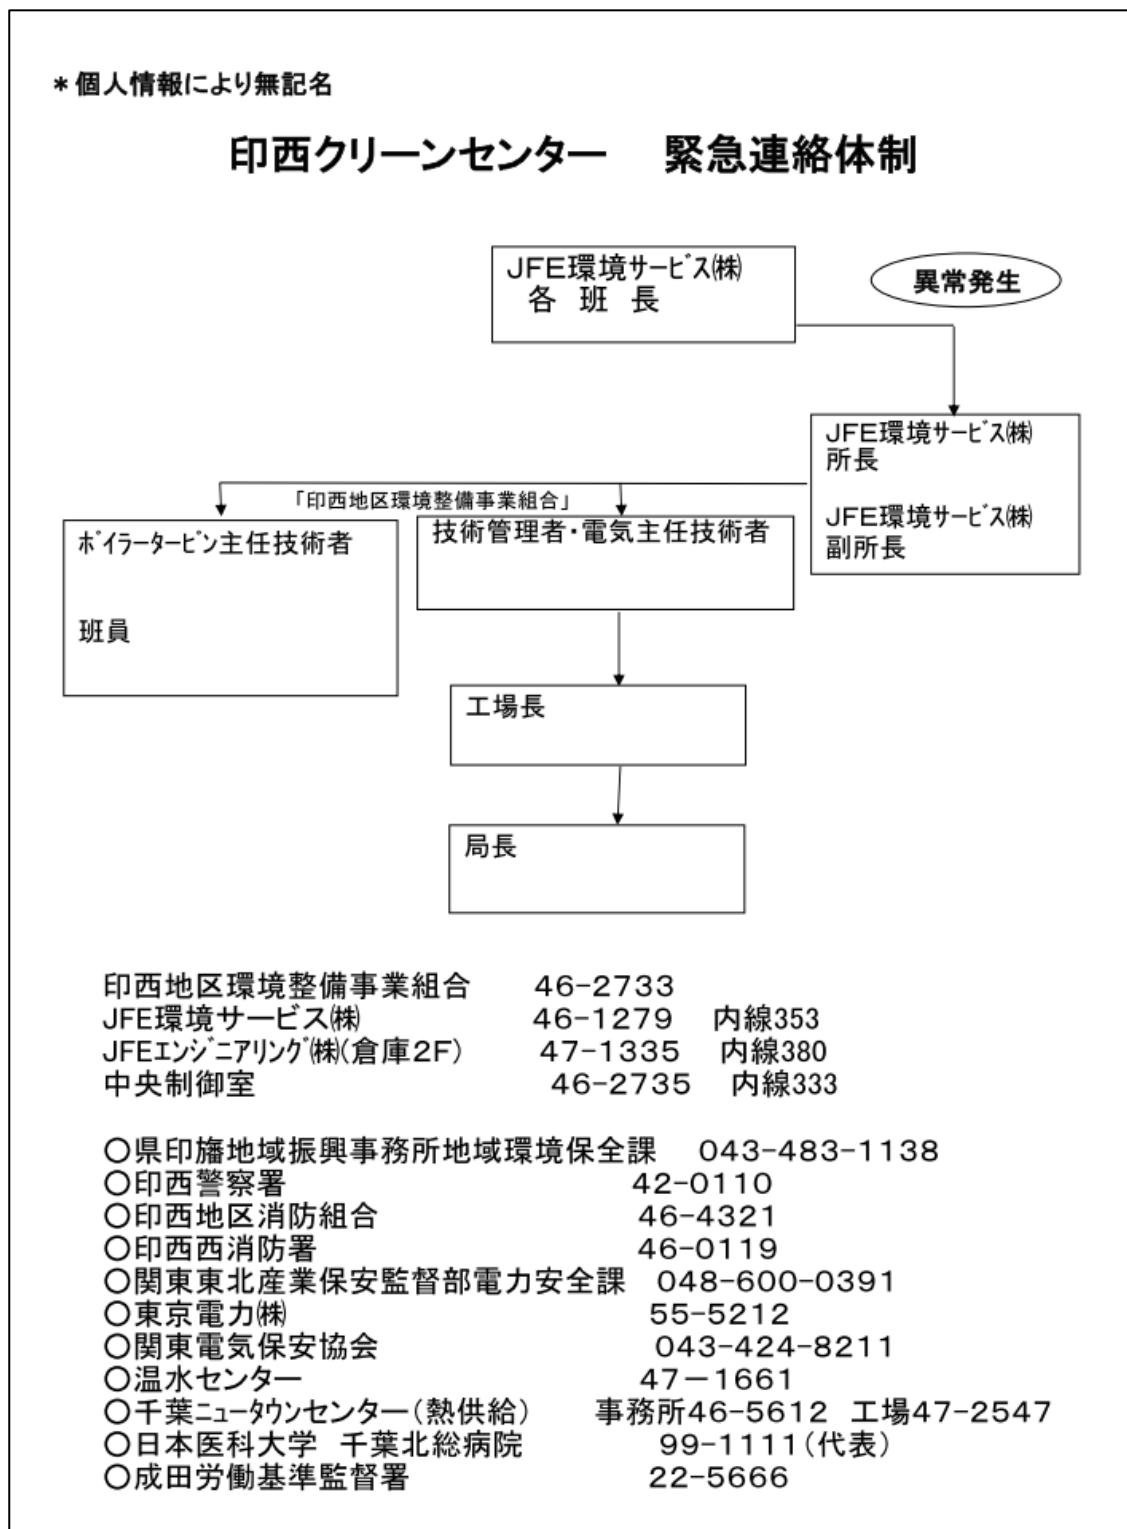 ＊個人情報により無記名
印西クリーンセンター　緊急連絡体制
JFE環境サービス㈱
各 班 長
異常発生
JFE環境サービス㈱
所長
JFE環境サービス㈱
副所長
「印西地区環境整備事業組合」
ボイラータービン主任技術者
班員
技術管理者・電気主任技術者
工場長
局長
印西地区環境整備事業組合　46-2733
JFE環境サービス㈱　46-1279　内線353
JFEエンジニアリング㈱(倉庫2F)　47-1335　内線380
中央制御室　46-2735　内線333
○県印旛地域振興事務所地域環境保全課　043-483-1138
○印西警察署　42-0110
○印西地区消防組合　46-4321
○印西西消防署　46-0119
○関東東北産業保安監督部電力安全課　048-600-0391
○東京電力㈱　55-5212
○関東電気保安協会　043-424-8211
○温水センター　47－1661
○千葉ニュータウンセンター(熱供給)　事務所46-5612　工場47-2547
○日本医科大学　千葉北総病院　99-1111(代表)
○成田労働基準監督署　22-5666